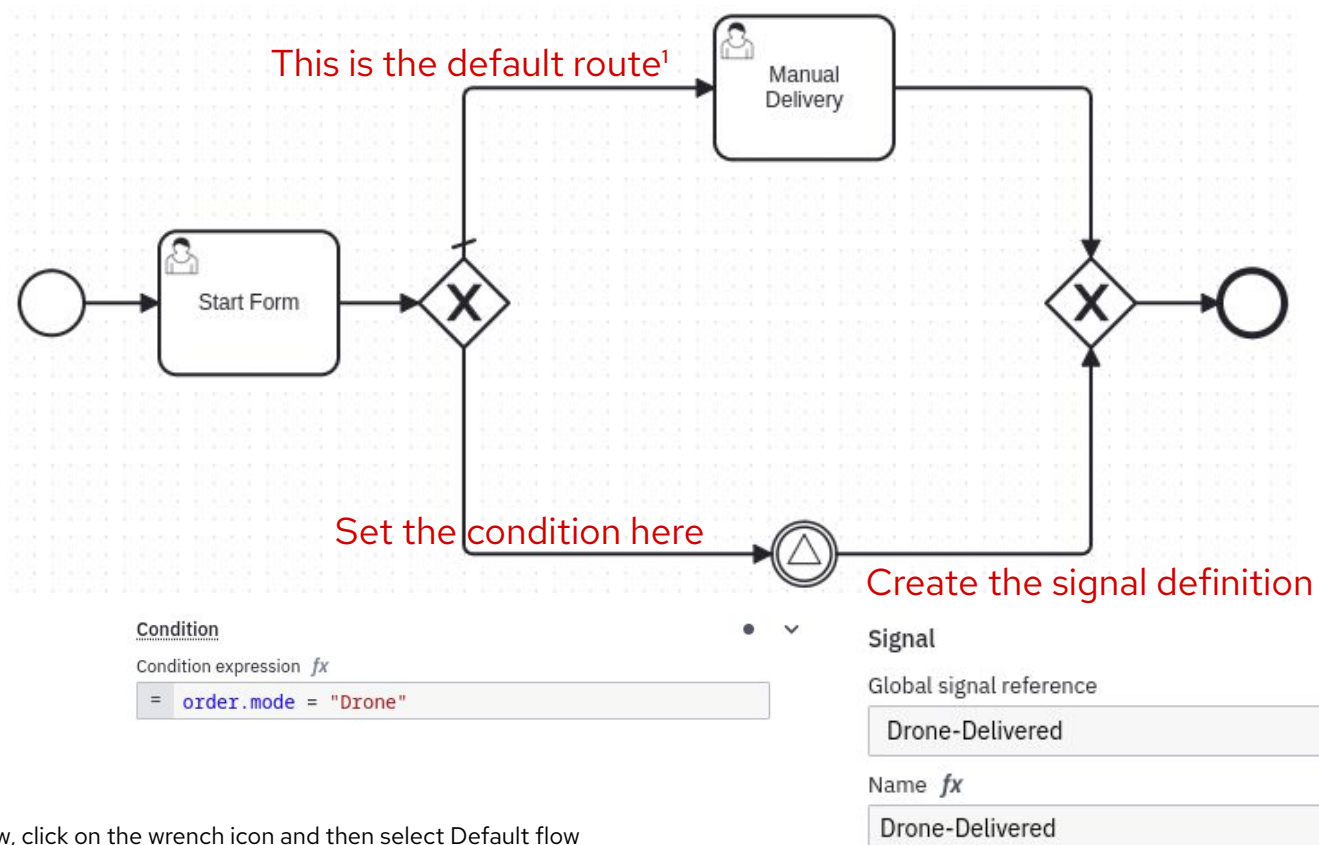 This is the default route¹
Manual
Delivery
Start Form
X
X
Set the condition here
Create the signal definition
Condition
Condition expression fx
= order.mode = "Drone"
Signal
Global signal reference
Drone-Delivered
Name fx
Drone-Delivered
click on the wrench icon and then select Default flow